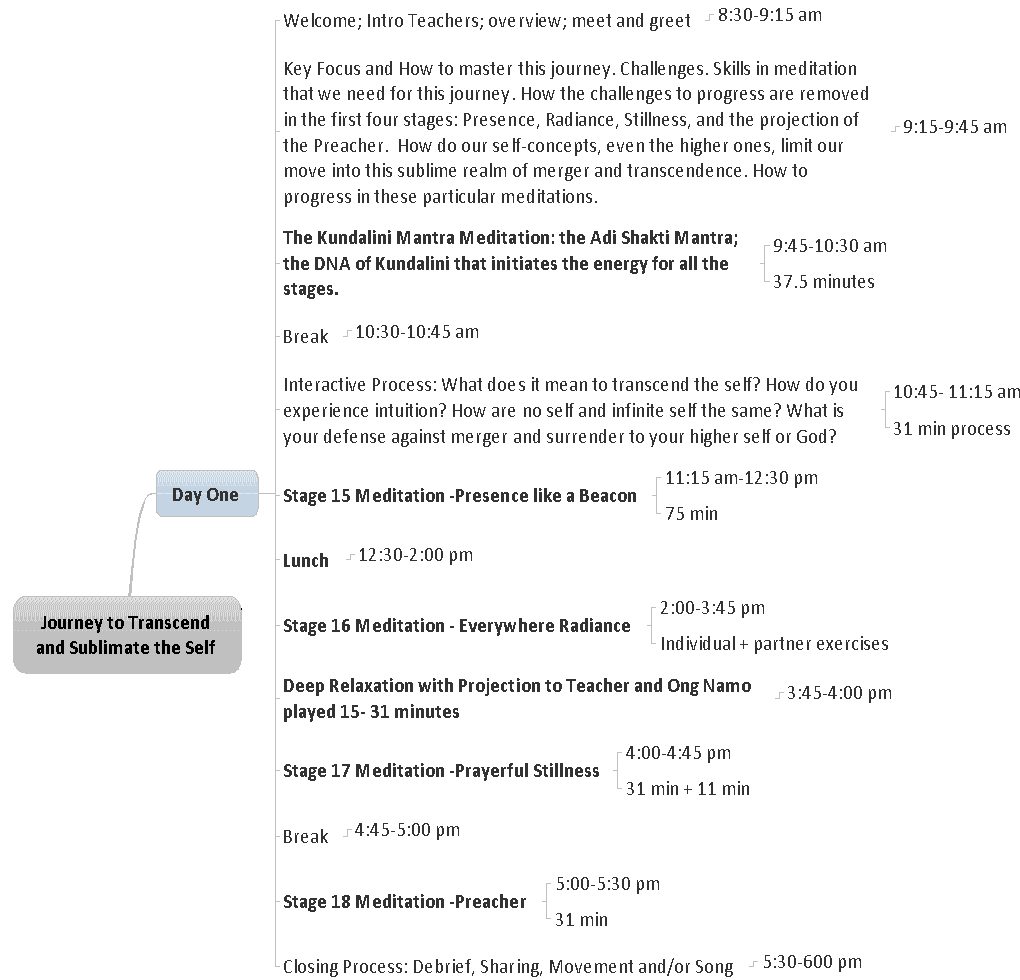 Welcome; Intro Teachers; overview; meet and greet
8:30-9:15 am
Key Focus and How to master this journey. Challenges. Skills in meditation
that we need for this journey. How the challenges to progress are removed
in the first four stages: Presence, Radiance, Stillness, and the projection of
the Preacher.  How do our self-concepts, even the higher ones, limit our
move into this sublime realm of merger and transcendence. How to
progress in these particular meditations.
9:15-9:45 am
The Kundalini Mantra Meditation: the Adi Shakti Mantra;
the DNA of Kundalini that initiates the energy for all the
stages.
9:45-10:30 am
37.5 minutes
Break
10:30-10:45 am
Interactive Process: What does it mean to transcend the self? How do you
experience intuition? How are no self and infinite self the same? What is
your defense against merger and surrender to your higher self or God?
10:45- 11:15 am
31 min process
Day One
Stage 15 Meditation -Presence like a Beacon
11:15 am-12:30 pm
75 min
Lunch
12:30-2:00 pm
Journey to Transcend
and Sublimate the Self
Stage 16 Meditation - Everywhere Radiance
2:00-3:45 pm
Individual + partner exercises
Deep Relaxation with Projection to Teacher and Ong Namo
played 15- 31 minutes
3:45-4:00 pm
Stage 17 Meditation -Prayerful Stillness
4:00-4:45 pm
31 min + 11 min
Break
4:45-5:00 pm
Stage 18 Meditation -Preacher
5:00-5:30 pm
31 min
Closing Process: Debrief, Sharing, Movement and/or Song
5:30-600 pm